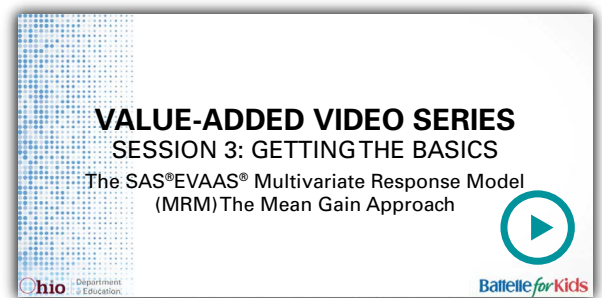 VALUE-ADDED VIDEO SERIES
SESSION 3: GETTING THE BASICS
The SAS®EVAAS® Multivariate Response Model
(MRM) The Mean Gain Approach
Ohio Department of Education
Battelle for Kids